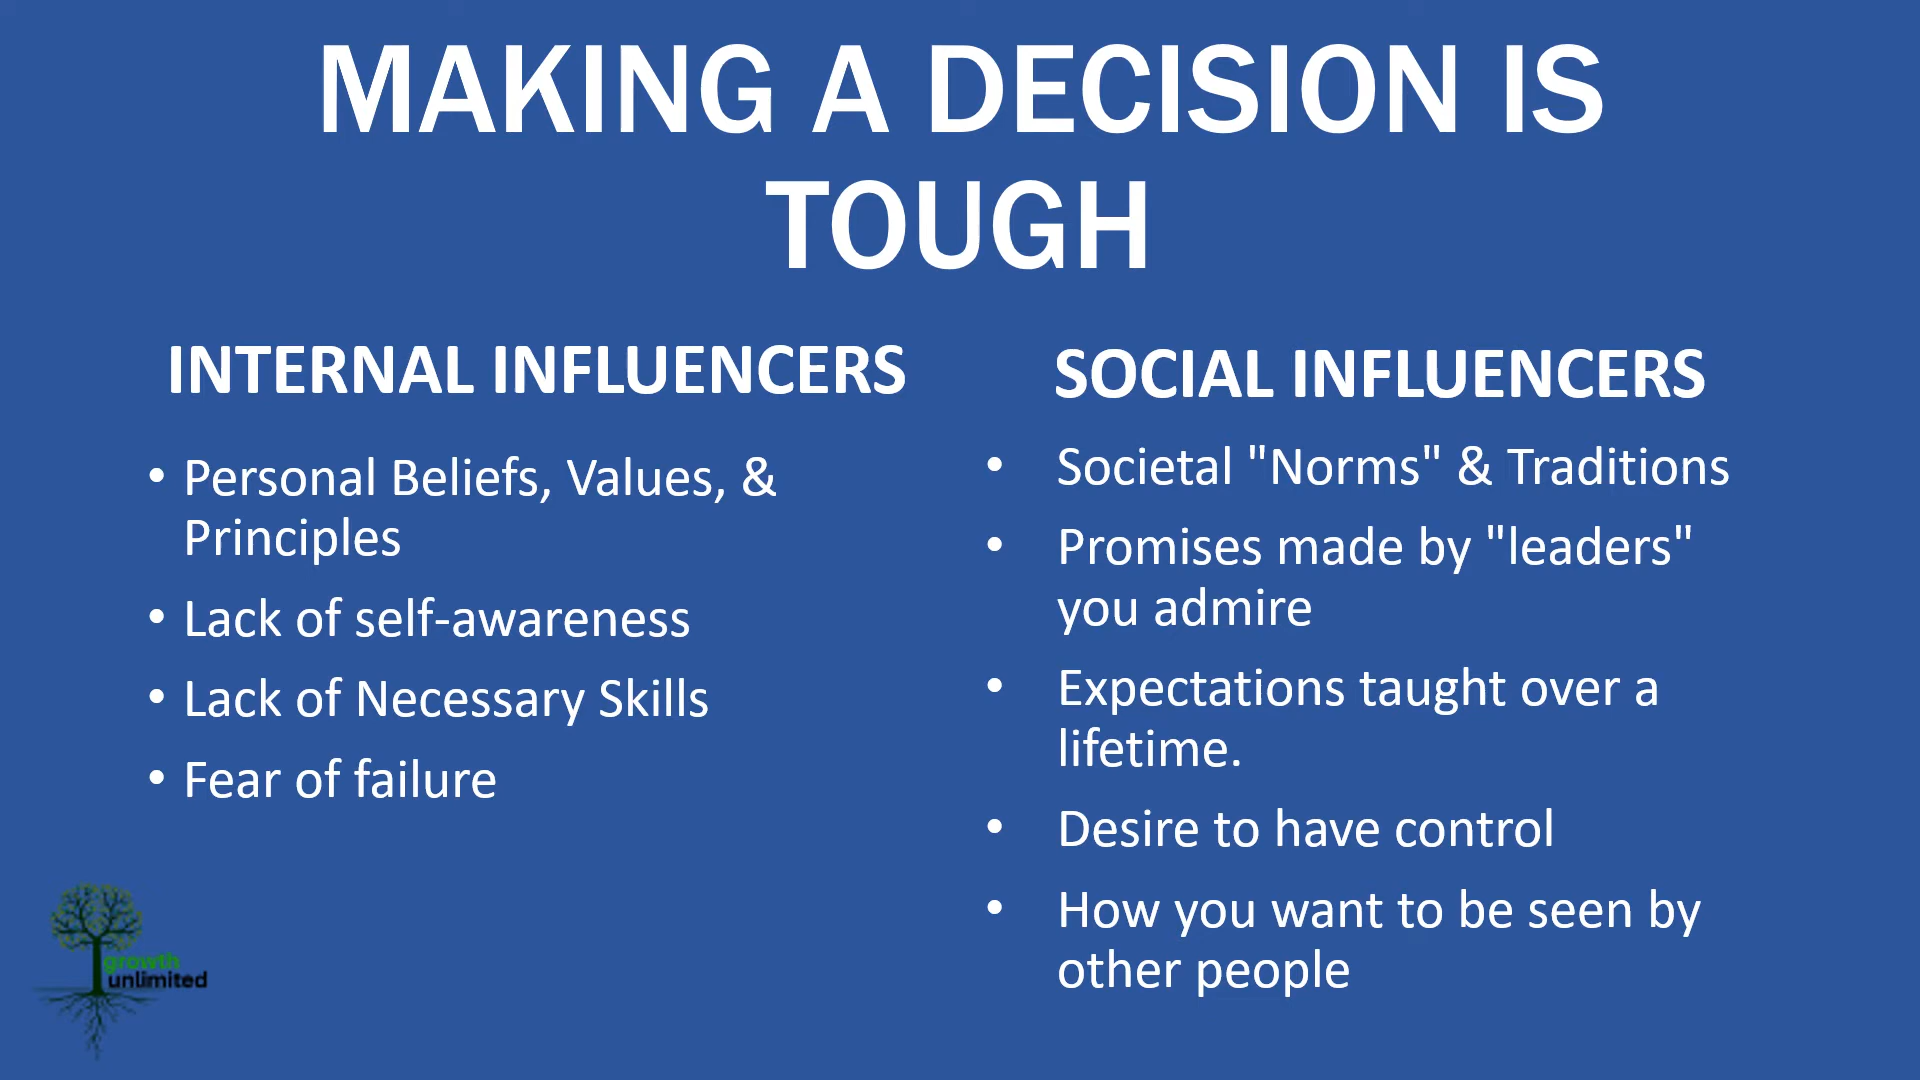 MAKING A DECISION IS
TOUGH
INTERNAL INFLUENCERS
• Personal Beliefs, Values, &
Principles
• Lack of self-awareness
• Lack of Necessary Skills
• Fear of failure
SOCIAL INFLUENCERS
• Societal "Norms" & Traditions
• Promises made by "leaders"
you admire
• Expectations taught over a
lifetime.
• Desire to have control
• How you want to be seen by
other people
growth
unlimited